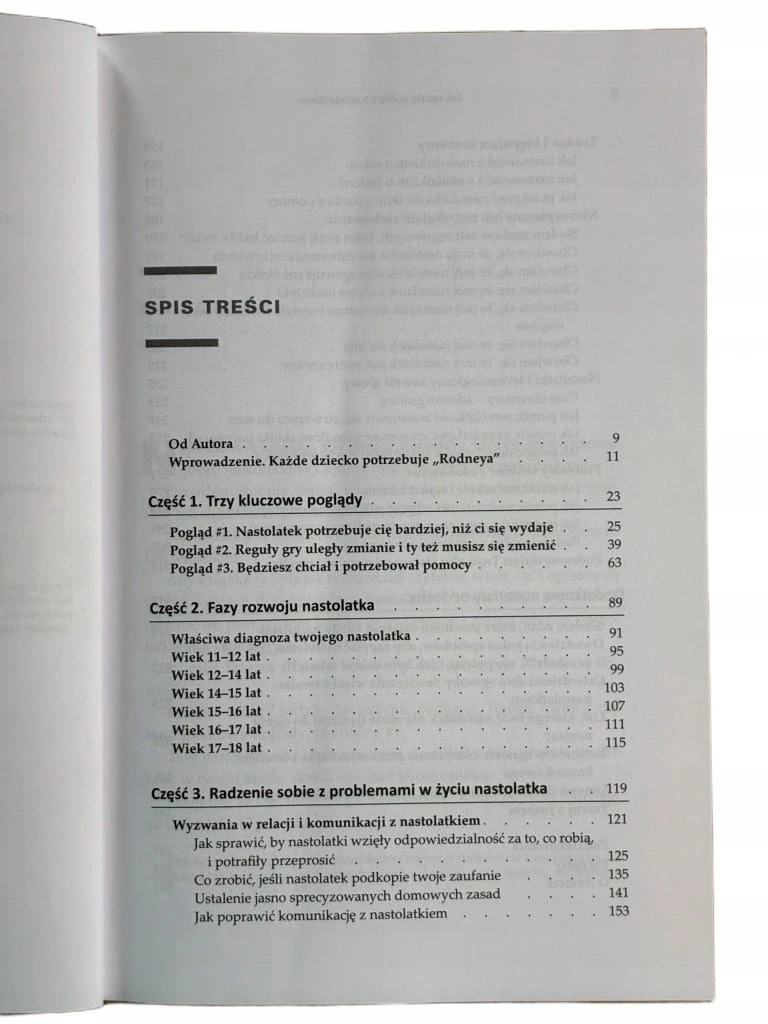 SPIS TREŚCI
Od Autora . . . . . . . . . . . . . . . . . 9
Wprowadzenie. Każde dziecko potrzebuje „Rodneya” . . . . . 11
Część 1. Trzy kluczowe poglądy . . . . . . . . . . . 23
Pogląd #1. Nastolatek potrzebuje cię bardziej, niż ci się wydaje . . 25
Pogląd #2. Reguły gry uległy zmianie i ty też musisz się zmienić . . 39
Pogląd #3. Będziesz chciał i potrzebował pomocy . . . . . . 63
Część 2. Fazy rozwoju nastolatka . . . . . . . . . . 89
Właściwa diagnoza twojego nastolatka . . . . . . . . . 91
Wiek 11–12 lat . . . . . . . . . . . . . . . . 95
Wiek 12–14 lat . . . . . . . . . . . . . . . . 99
Wiek 14–15 lat . . . . . . . . . . . . . . . . 103
Wiek 15–16 lat . . . . . . . . . . . . . . . . 107
Wiek 16–17 lat . . . . . . . . . . . . . . . . 111
Wiek 17–18 lat . . . . . . . . . . . . . . . . 115
Część 3. Radzenie sobie z problemami w życiu nastolatka . . 119
Wyzwania w relacji i komunikacji z nastolatkiem . . . . . . 121
Jak sprawić, by nastolatki wzięły odpowiedzialność za to, co robią,
i potrafiły przeprosić . . . . . . . . . . . 125
Co zrobić, jeśli nastolatek podkopie twoje zaufanie . . . . 135
Ustalenie jasno sprecyzowanych domowych zasad . . . . 141
Jak poprawić komunikację z nastolatkiem . . . . . . . 153